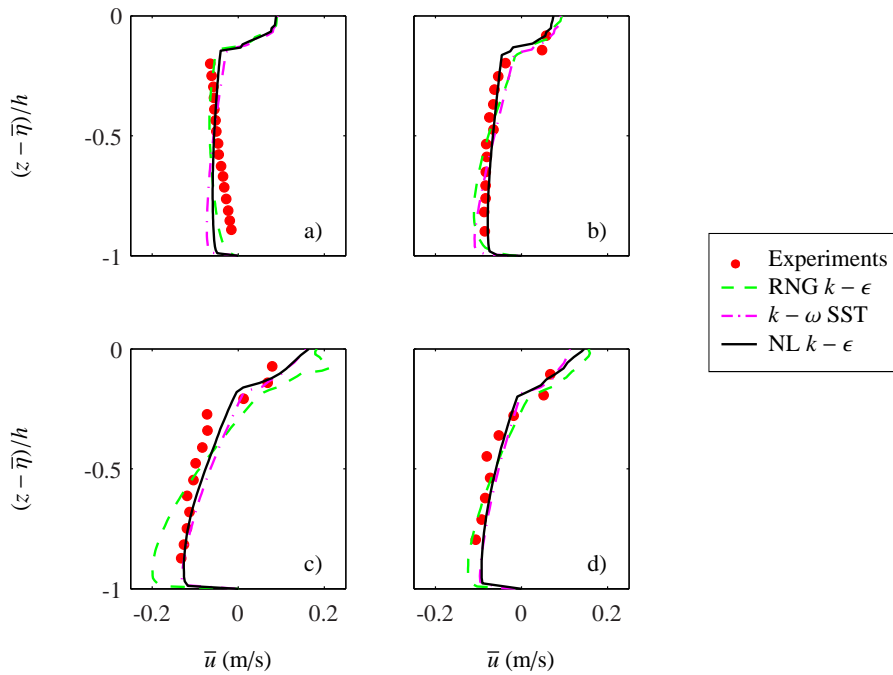 0
-0.5
-1
(z − η̅)/h
a)
b)
Experiments
RNG k − ϵ
k − ω SST
NL k − ϵ
0
-0.5
-1
(z − η̅)/h
c)
d)
-0.2 0 0.2
-0.2 0 0.2
u̅ (m/s)
u̅ (m/s)